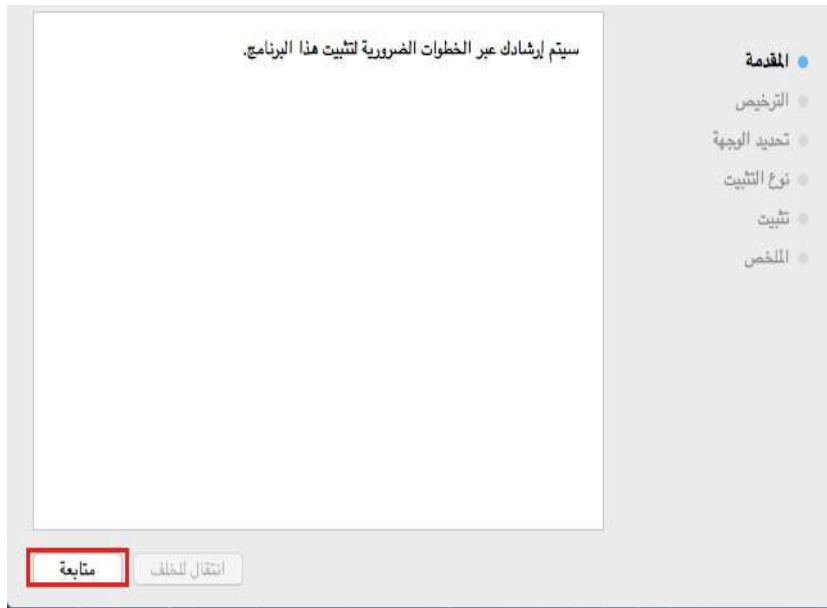 سيتم إرشادك عبر الخطوات الضرورية لتثبيت هذا البرنامج.
المقدمة
الترخيص
تحديد الوجهة
نوع التثبيت
تثبيت
الملخص
انتقال للخلف
متابعة